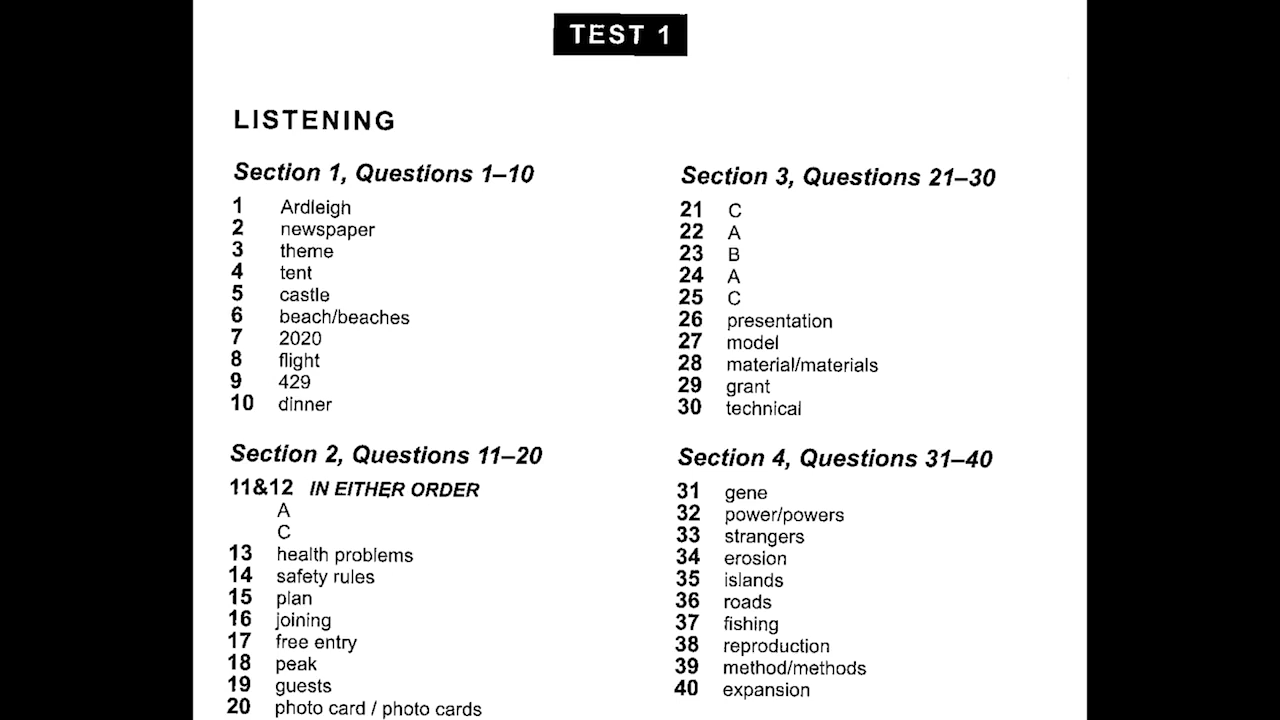 TEST 1
LISTENING
Section 1, Questions 1–10
1 Ardleigh
2 newspaper
3 theme
4 tent
5 castle
6 beach/beaches
7 2020
8 flight
9 429
10 dinner
Section 2, Questions 11–20
11&12 IN EITHER ORDER
A
C
13 health problems
14 safety rules
15 plan
16 joining
17 free entry
18 peak
19 guests
20 photo card / photo cards
Section 3, Questions 21–30
21 C
22 A
23 B
24 A
25 C
26 presentation
27 model
28 material/materials
29 grant
30 technical
Section 4, Questions 31–40
31 gene
32 power/powers
33 strangers
34 erosion
35 islands
36 roads
37 fishing
38 reproduction
39 method/methods
40 expansion